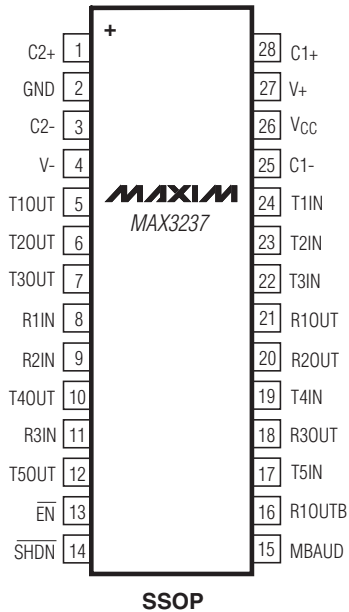 +
C2+ 1 28 C1+
GND 2 27 V+
C2- 3 26 VCC
V- 4 25 C1-
T1OUT 5 MAXIM 24 T1IN
T2OUT 6 MAX3237 23 T2IN
T3OUT 7 22 T3IN
R1IN 8 21 R1OUT
R2IN 9 20 R2OUT
T4OUT 10 19 T4IN
R3IN 11 18 R3OUT
T5OUT 12 17 T5IN
EN 13 16 R1OUTB
SHDN 14 15 MBAUD
SSOP